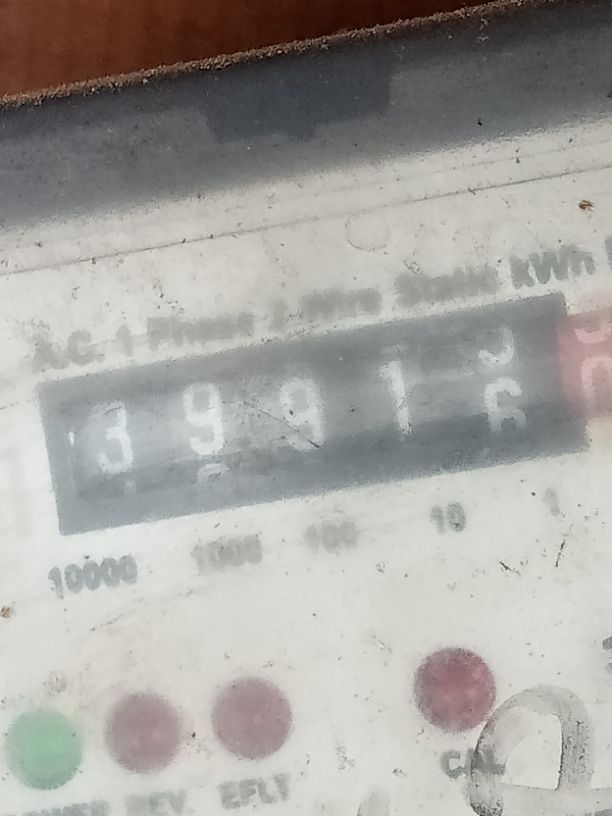 A.C. 1 Phase 2 Wire Static kWh
3 9 9 1 5
6
10000 1000 100 10 1
REV. EFLT CAL